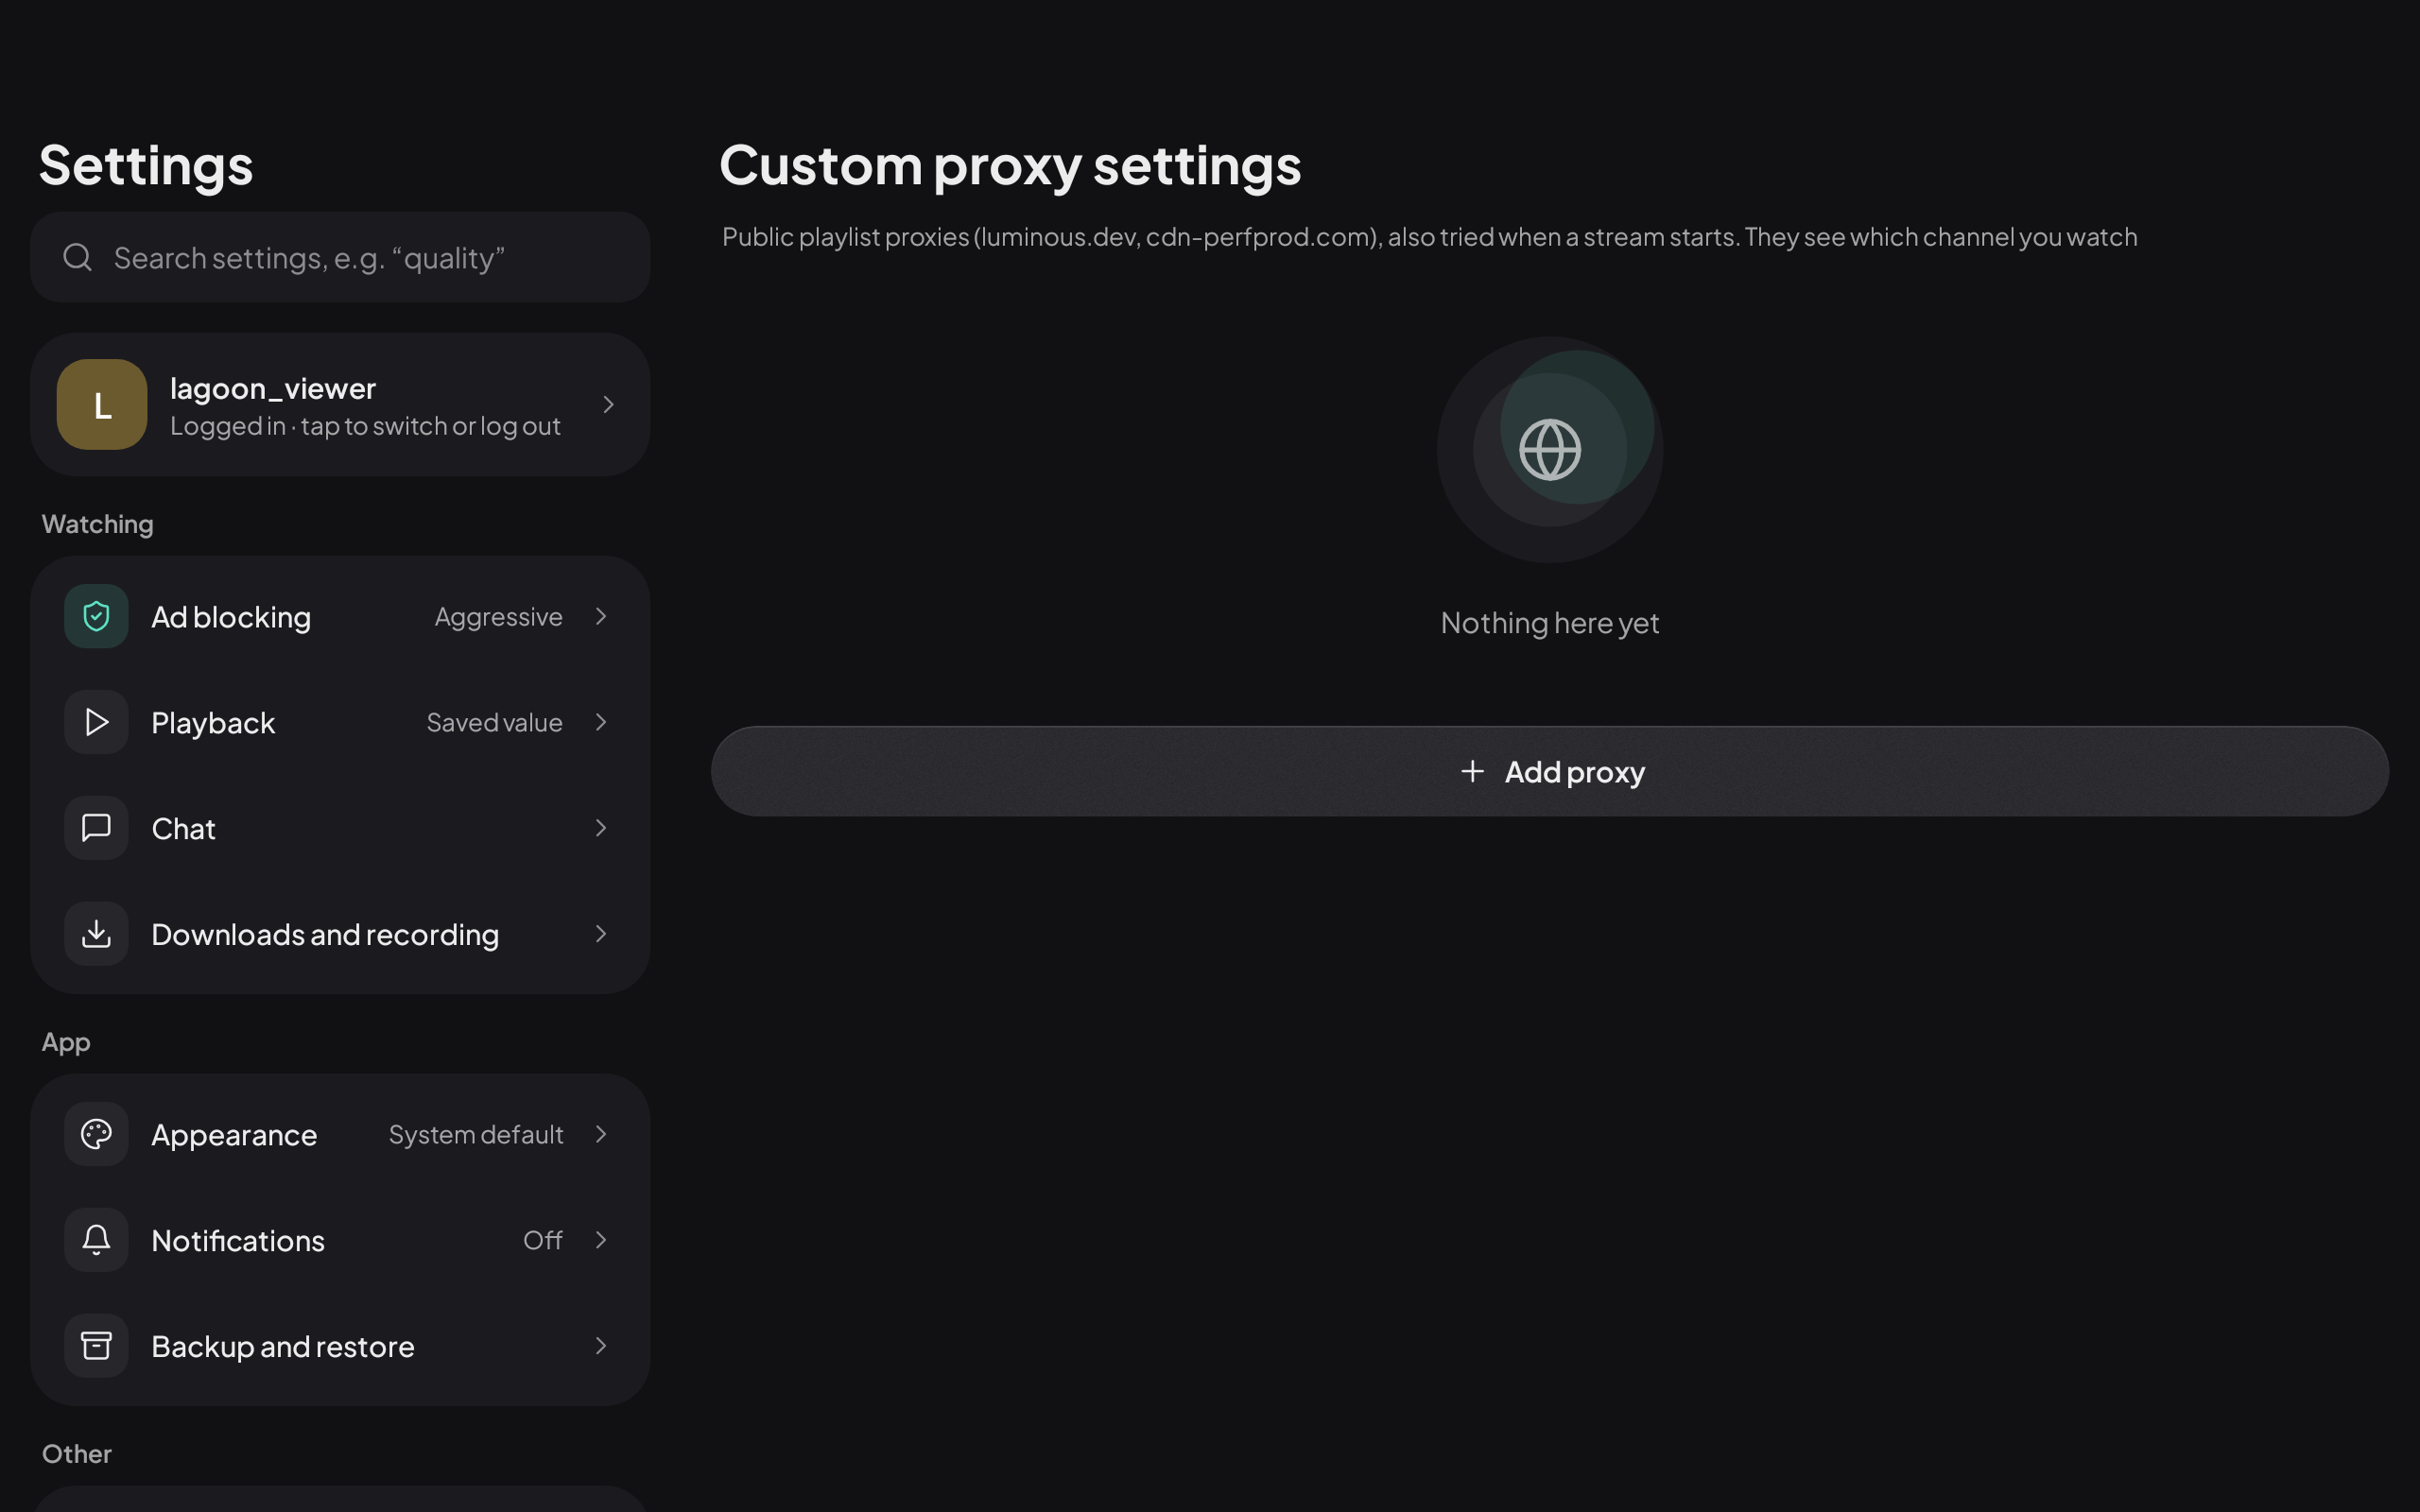 Settings
Search settings, e.g. “quality”
L
lagoon_viewer
Logged in · tap to switch or log out
Watching
Ad blocking Aggressive
Playback Saved value
Chat
Downloads and recording
App
Appearance System default
Notifications Off
Backup and restore
Other
Custom proxy settings
Public playlist proxies (luminous.dev, cdn-perfprod.com), also tried when a stream starts. They see which channel you watch
Nothing here yet
Add proxy